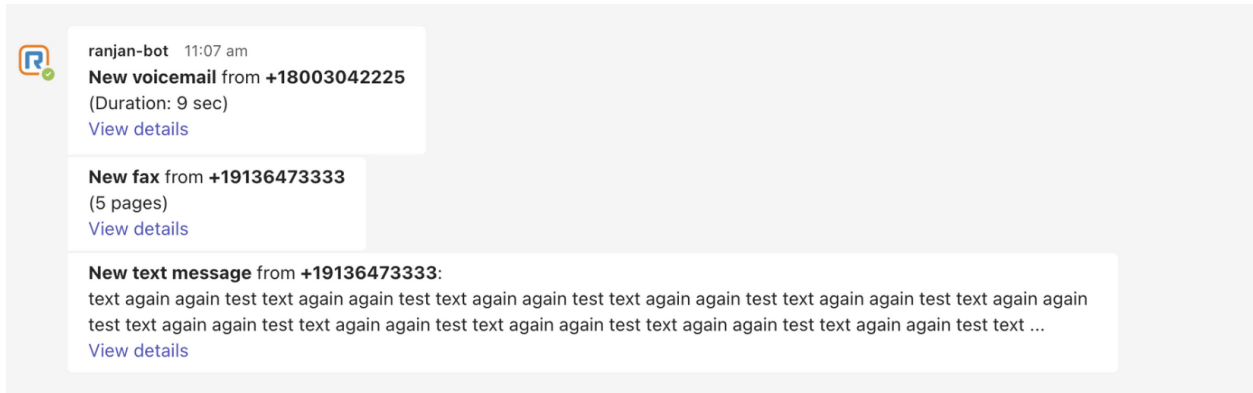 ranjan-bot 11:07 am
New voicemail from +18003042225
(Duration: 9 sec)
View details
New fax from +19136473333
(5 pages)
View details
New text message from +19136473333:
text again again test text again again test text again again test text again again test text again again test text again again
test text again again test text again again test text again again test text again again test text again again test text ...
View details